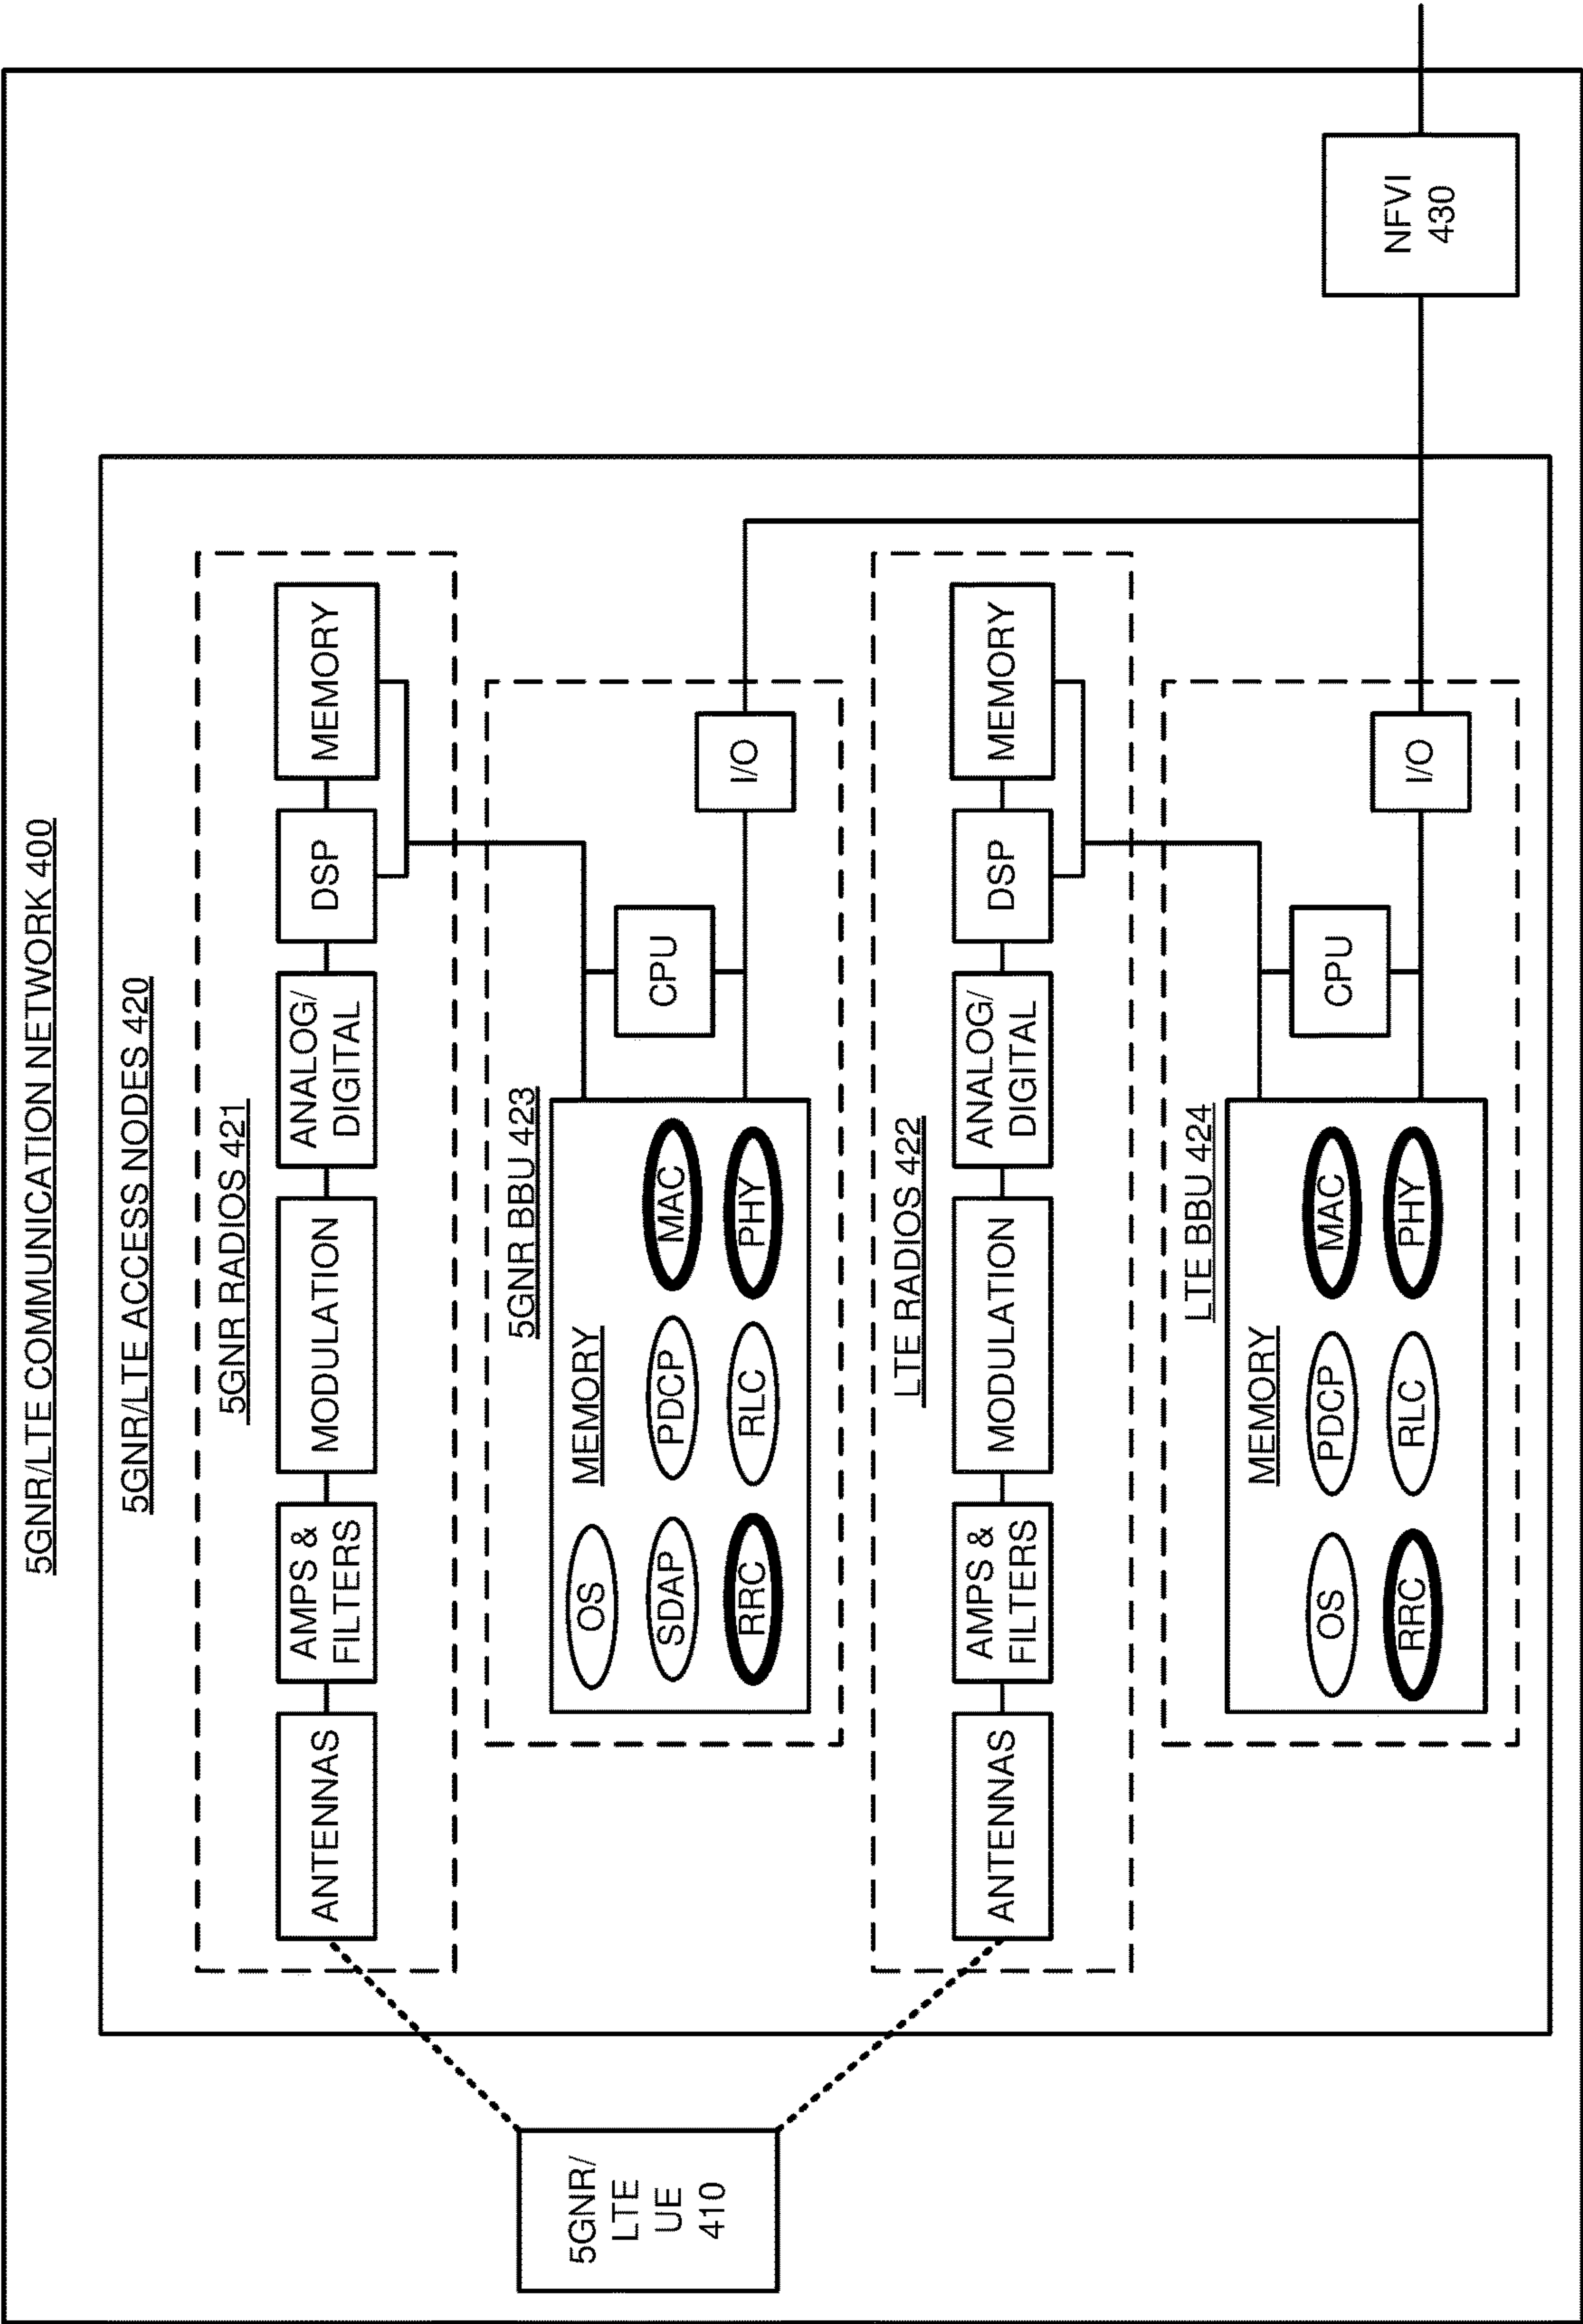 5GNR/LTE COMMUNICATION NETWORK 400
5GNR/LTE ACCESS NODES 420
5GNR RADIOS 421
ANTENNAS
AMPS &
FILTERS
MODULATION
ANALOG/
DIGITAL
DSP
MEMORY
5GNR BBU 423
MEMORY
OS
SDAP
PDCP
MAC
RRC
RLC
PHY
CPU
I/O
5GNR/
LTE
UE
410
LTE RADIOS 422
ANTENNAS
AMPS &
FILTERS
MODULATION
ANALOG/
DIGITAL
DSP
MEMORY
LTE BBU 424
MEMORY
OS
PDCP
MAC
RRC
RLC
PHY
CPU
I/O
NFVI
430